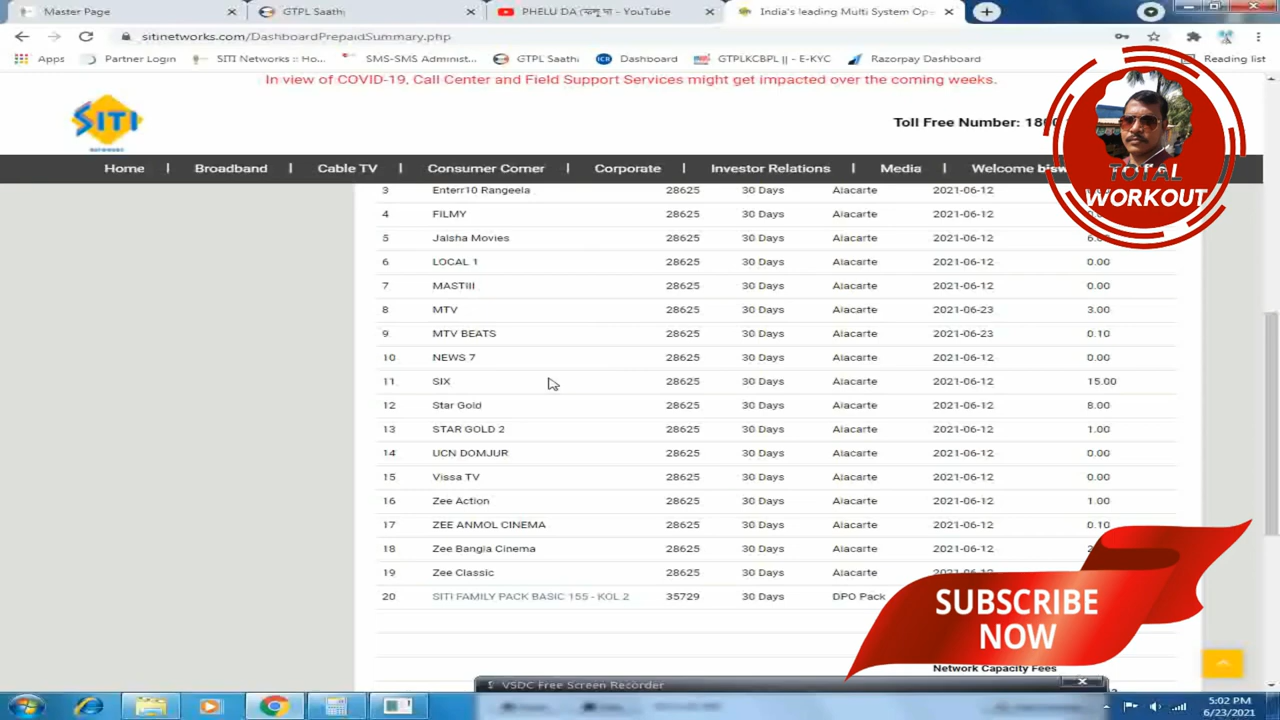 Master Page
GTPL Saathi
PHELU DA ফেলু দা - YouTube
India's leading Multi System Op
sitinetworks.com/DashboardPrepaidSummary.php
Apps
Partner Login
SITI Networks :: Ho...
SMS-SMS Administ...
GTPL Saathi
Dashboard
GTPLKCBPL || - E-KYC
Razorpay Dashboard
Reading list
In view of COVID-19, Call Center and Field Support Services might get impacted over the coming weeks.
SITI
NETWORKS
Toll Free Number:
TOTAL
WORKOUT
Home | Broadband | Cable TV | Consumer Corner | Corporate | Investor Relations | Media | Welcome
3 Enterr10 Rangeela 28625 30 Days Alacarte 2021-06-12
4 FILMY 28625 30 Days Alacarte 2021-06-12
5 Jalsha Movies 28625 30 Days Alacarte 2021-06-12
6 LOCAL 1 28625 30 Days Alacarte 2021-06-12 0.00
7 MASTIII 28625 30 Days Alacarte 2021-06-12 0.00
8 MTV 28625 30 Days Alacarte 2021-06-23 3.00
9 MTV BEATS 28625 30 Days Alacarte 2021-06-23 0.10
10 NEWS 7 28625 30 Days Alacarte 2021-06-12 0.00
11 SIX 28625 30 Days Alacarte 2021-06-12 15.00
12 Star Gold 28625 30 Days Alacarte 2021-06-12 8.00
13 STAR GOLD 2 28625 30 Days Alacarte 2021-06-12 1.00
14 UCN DOMJUR 28625 30 Days Alacarte 2021-06-12 0.00
15 Vissa TV 28625 30 Days Alacarte 2021-06-12 0.00
16 Zee Action 28625 30 Days Alacarte 2021-06-12 1.00
17 ZEE ANMOL CINEMA 28625 30 Days Alacarte 2021-06-12 0.10
18 Zee Bangla Cinema 28625 30 Days Alacarte 2021-06-12
19 Zee Classic 28625 30 Days Alacarte 2021-06-12
20 SITI FAMILY PACK BASIC 155 - KOL 2 35729 30 Days DPO Pack
SUBSCRIBE
NOW
Network Capacity Fees
VSDC Free Screen Recorder
5:02 PM
6/23/2021